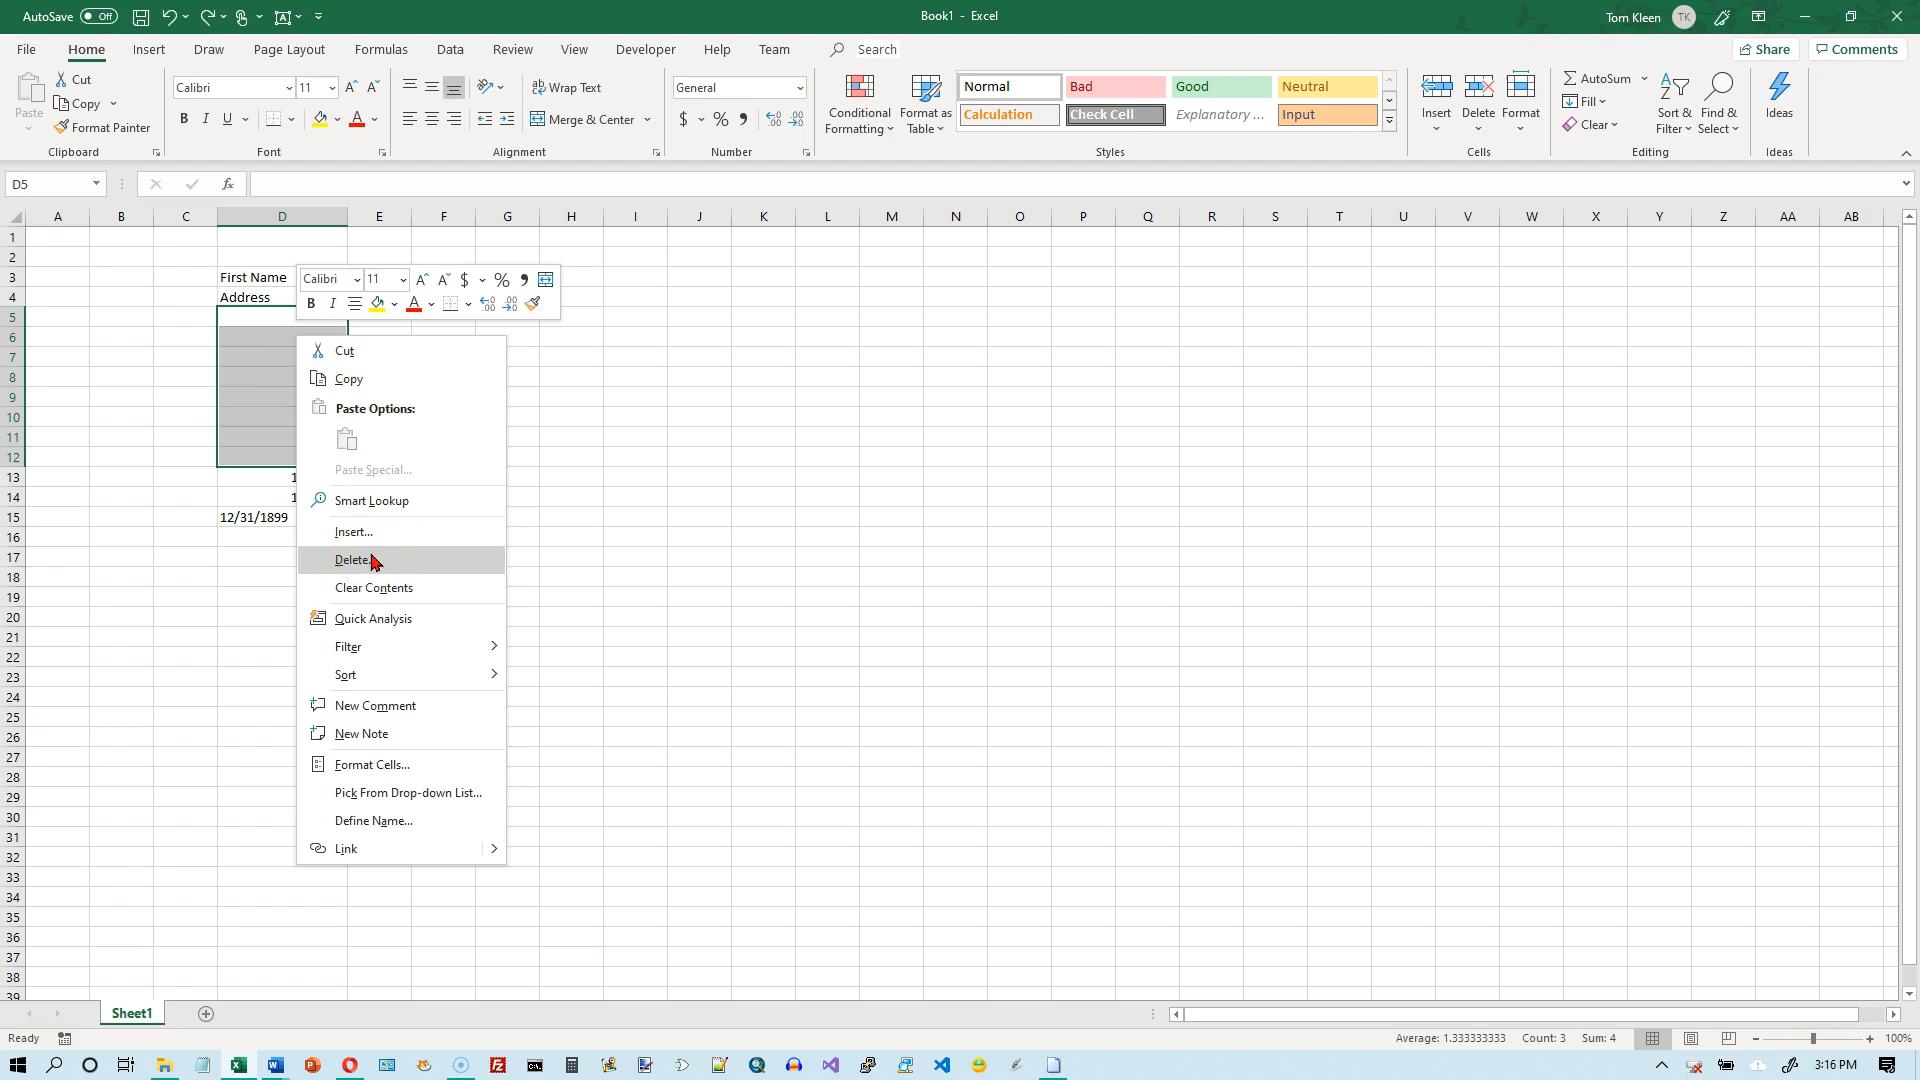 AutoSave Off
Book1 - Excel
Tom Kleen TK
File Home Insert Draw Page Layout Formulas Data Review View Developer Help Team Search
Share Comments
Paste
Cut
Copy
Format Painter
Clipboard
Calibri 11
B I U
Font
Wrap Text
Merge & Center
Alignment
General
$ % ,
Number
Conditional Formatting
Format as Table
Normal Bad Good Neutral
Calculation Check Cell Explanatory ... Input
Styles
Insert Delete Format
Cells
AutoSum
Fill
Clear
Sort & Filter
Find & Select
Editing
Ideas
Ideas
D5 fx
A B C D E F G H I J K L M N O P Q R S T U V W X Y Z AA AB
1
2
3 First Name
4 Address
5
6
7
8
9
10
11
12
13 1
14 1
15 12/31/1899
16
17
18
19
20
21
22
23
24
25
26
27
28
29
30
31
32
33
34
35
36
37
38
39
Calibri 11 $ % ,
B I A
Cut
Copy
Paste Options:
Paste Special...
Smart Lookup
Insert...
Delete
Clear Contents
Quick Analysis
Filter
Sort
New Comment
New Note
Format Cells...
Pick From Drop-down List...
Define Name...
Link
Sheet1
Ready
Average: 1.333333333 Count: 3 Sum: 4
100%
3:16 PM